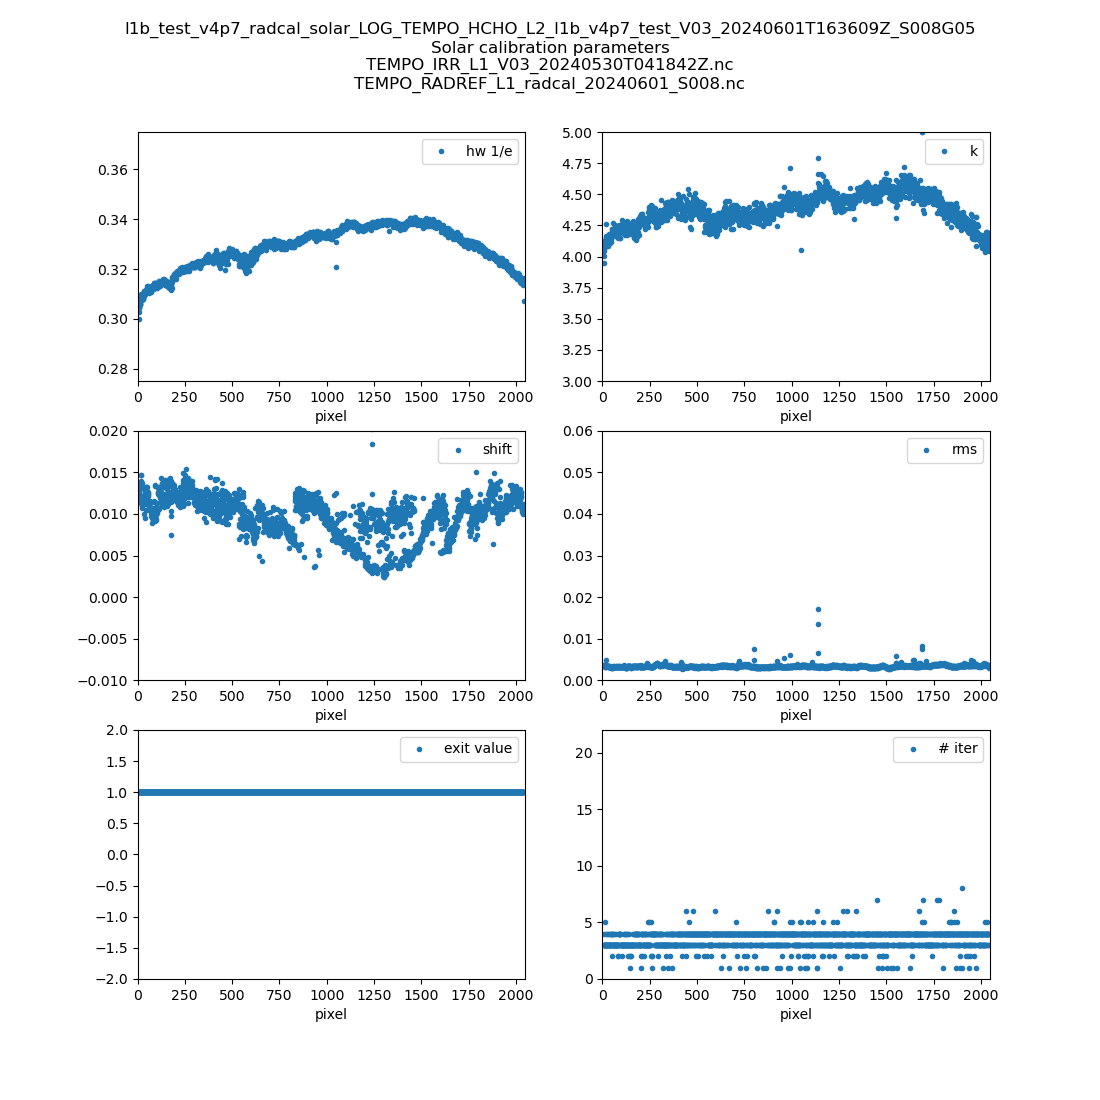 l1b_test_v4p7_radcal_solar_LOG_TEMPO_HCHO_L2_l1b_v4p7_test_V03_20240601T163609Z_S008G05
Solar calibration parameters
TEMPO_IRR_L1_V03_20240530T041842Z.nc
TEMPO_RADREF_L1_radcal_20240601_S008.nc
hw 1/e
0.36
0.34
0.32
0.30
0.28
0 250 500 750 1000 1250 1500 1750 2000
pixel
k
5.00
4.75
4.50
4.25
4.00
3.75
3.50
3.25
3.00
0 250 500 750 1000 1250 1500 1750 2000
pixel
shift
0.020
0.015
0.010
0.005
0.000
−0.005
−0.010
0 250 500 750 1000 1250 1500 1750 2000
pixel
rms
0.06
0.05
0.04
0.03
0.02
0.01
0.00
0 250 500 750 1000 1250 1500 1750 2000
pixel
exit value
2.0
1.5
1.0
0.5
0.0
−0.5
−1.0
−1.5
−2.0
0 250 500 750 1000 1250 1500 1750 2000
pixel
# iter
20
15
10
5
0
0 250 500 750 1000 1250 1500 1750 2000
pixel